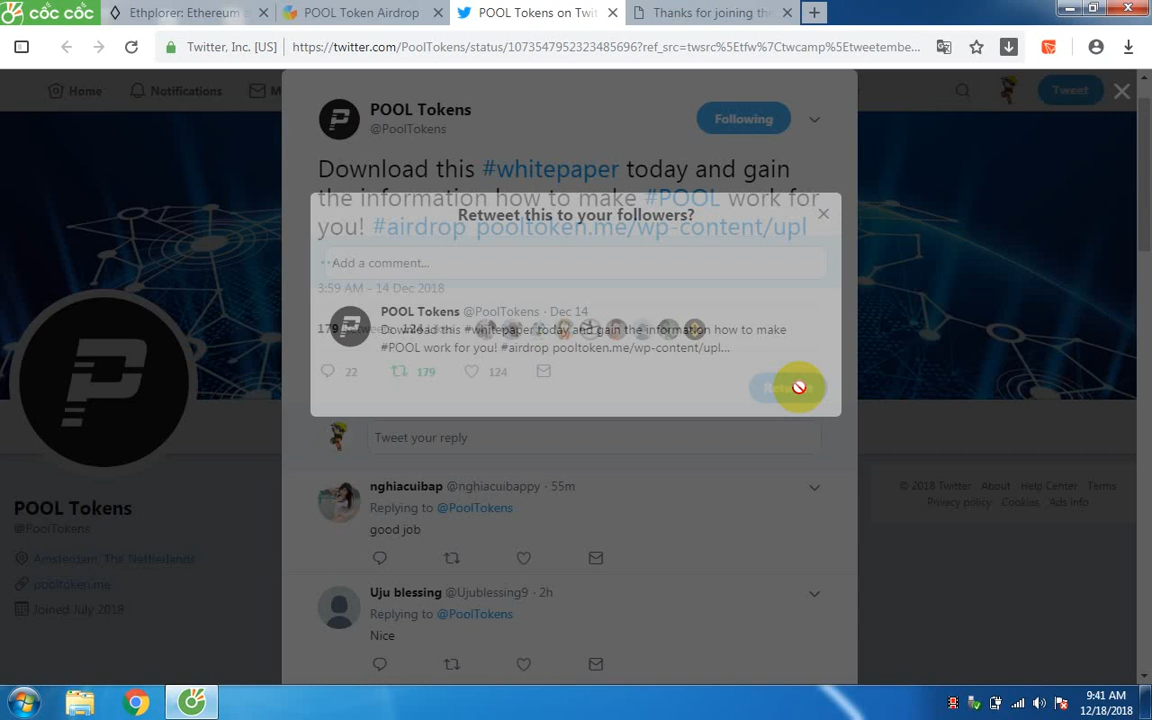 cốc cốc
Ethplorer: Ethereum
POOL Token Airdrop
POOL Tokens on Twi
Thanks for joining the
Twitter, Inc. [US]
https://twitter.com/PoolTokens/status/1073547952323485696?ref_src=twsrc%5Etfw%7Ctwcamp%5Etweetembe...
Home
Notifications
M
Tweet
POOL Tokens
@PoolTokens
Following
Download this #whitepaper today and gain
the information how to make #POOL work for
you! #airdrop pooltoken.me/wp-content/upl
Retweet this to your followers?
Add a comment...
3:59 AM - 14 Dec 2018
POOL Tokens @PoolTokens · Dec 14
Download this #whitepaper today and gain the information how to make
#POOL work for you! #airdrop pooltoken.me/wp-content/upl...
179
124
22
179
124
Tweet your reply
nghiacuibap @nghiacuibappy · 55m
Replying to @PoolTokens
good job
Uju blessing @Ujublessing9 · 2h
Replying to @PoolTokens
Nice
POOL Tokens
@PoolTokens
Amsterdam, The Netherlands
pooltoken.me
Joined July 2018
© 2018 Twitter About Help Center Terms
Privacy policy Cookies Ads info
9:41 AM
12/18/2018